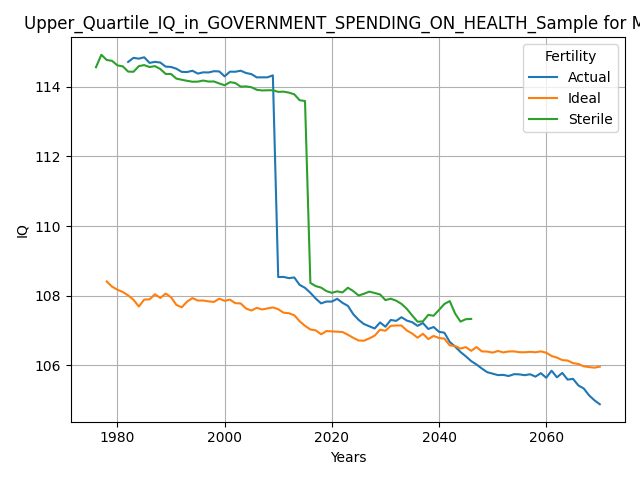 Upper_Quartile_IQ_in_GOVERNMENT_SPENDING_ON_HEALTH_Sample for M
Fertility
Actual
Ideal
Sterile
IQ
114
112
110
108
106
1980
2000
2020
2040
2060
Years